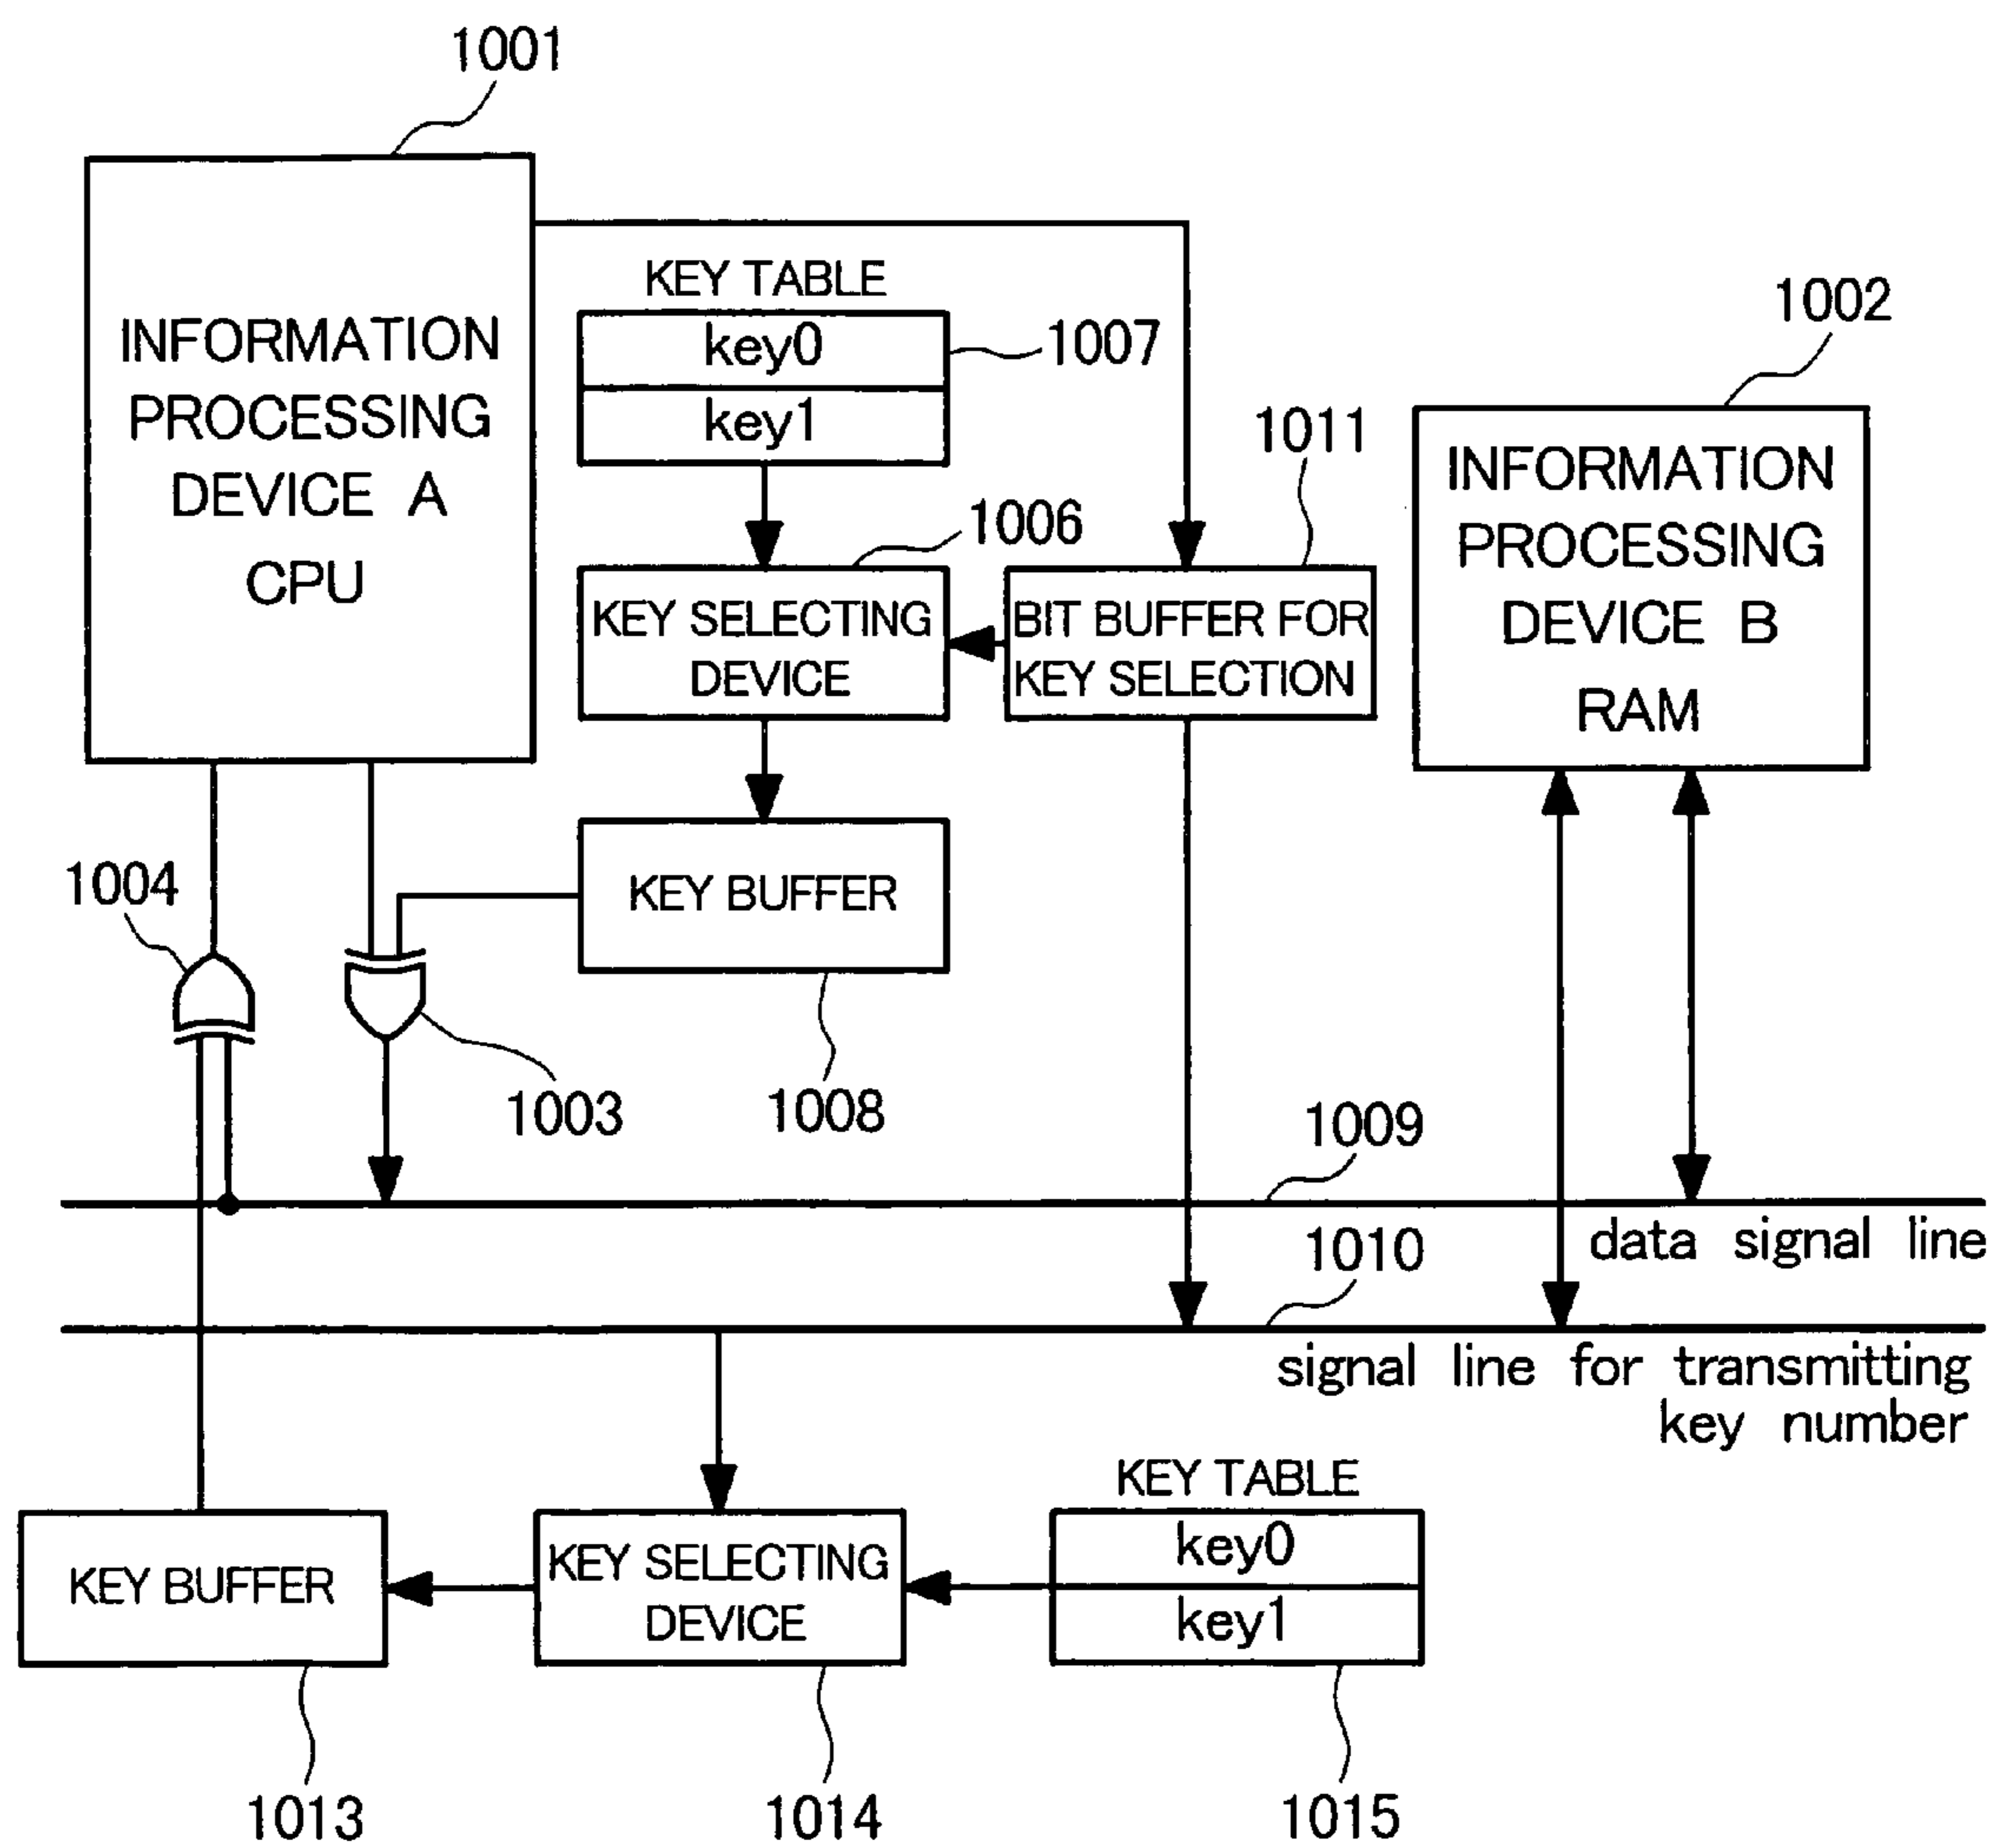 1001
INFORMATION
PROCESSING
DEVICE A
CPU
KEY TABLE
key0
key1
1007
1002
1011
INFORMATION
PROCESSING
DEVICE B
RAM
1006
KEY SELECTING
DEVICE
BIT BUFFER FOR
KEY SELECTION
1004
KEY BUFFER
1003
1008
1009
data signal line
1010
signal line for transmitting
key number
KEY TABLE
key0
key1
KEY SELECTING
DEVICE
KEY BUFFER
1013
1014
1015